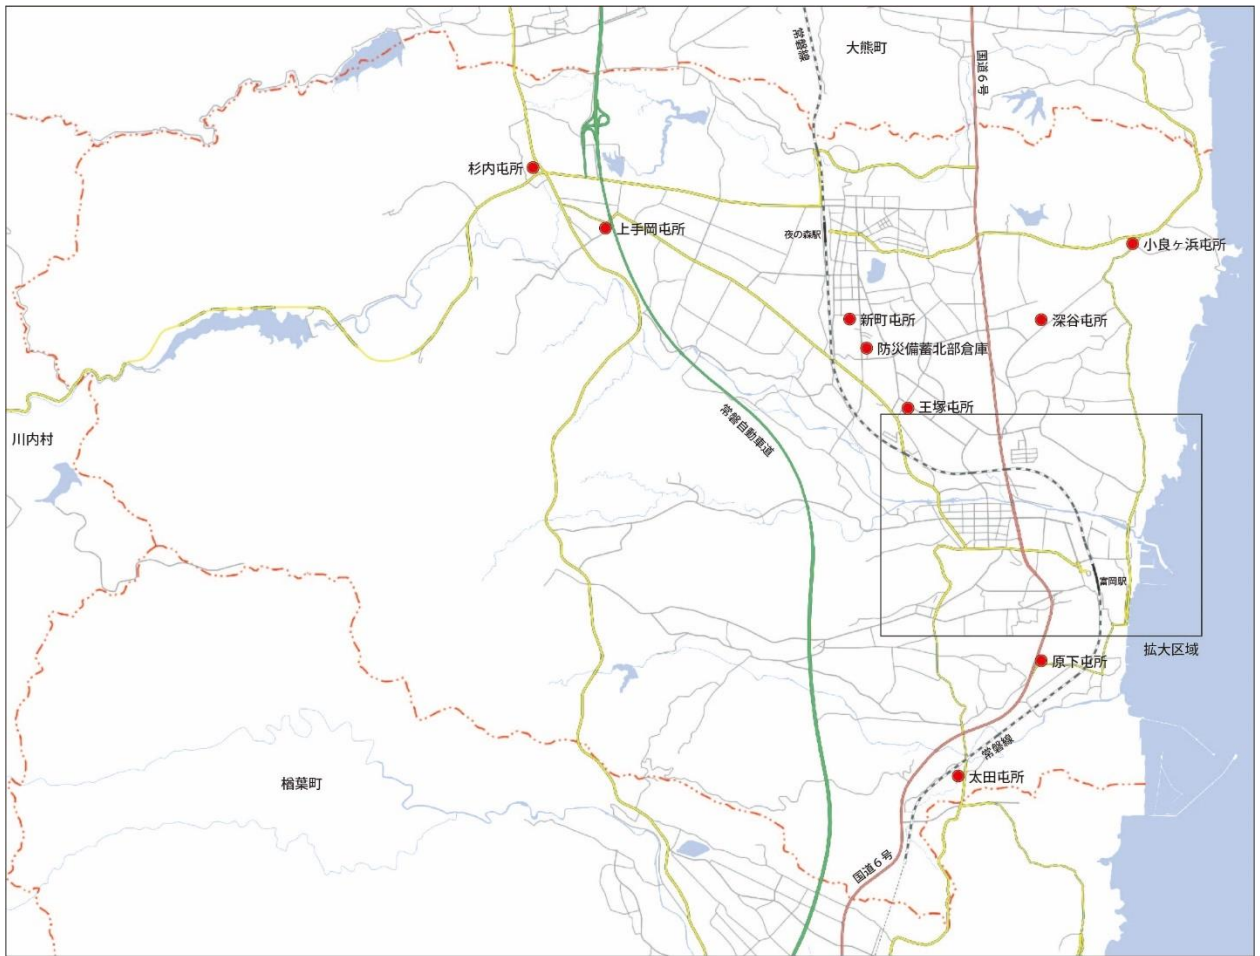 常磐線
大熊町
国道6号
杉内屯所
上手岡屯所
夜の森駅
小良ヶ浜屯所
新町屯所
深谷屯所
防災備蓄北部倉庫
王塚屯所
常磐自動車道
川内村
富岡駅
拡大区域
原下屯所
常磐線
太田屯所
楢葉町
国道6号